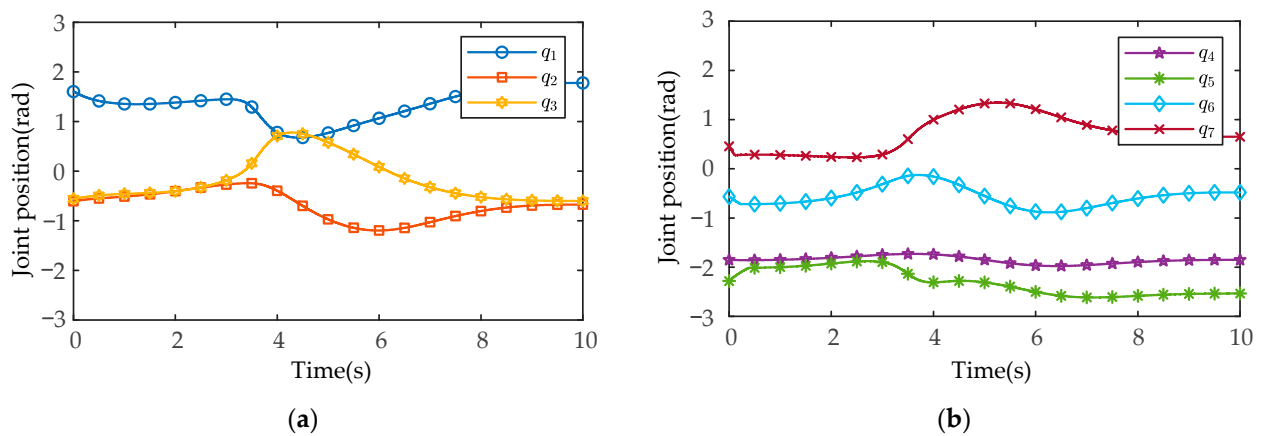 3
2
1
0
−1
−2
−3
Joint position(rad)
0 2 4 6 8 10
Time(s)
q1
q2
q3
(a)
3
2
1
0
−1
−2
−3
Joint position(rad)
0 2 4 6 8 10
Time(s)
q4
q5
q6
q7
(b)